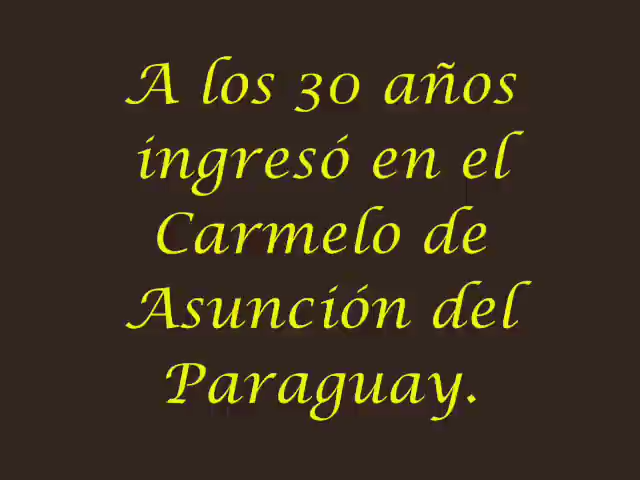 A los 30 años
ingresó en el
Carmelo de
Asunción del
Paraguay.